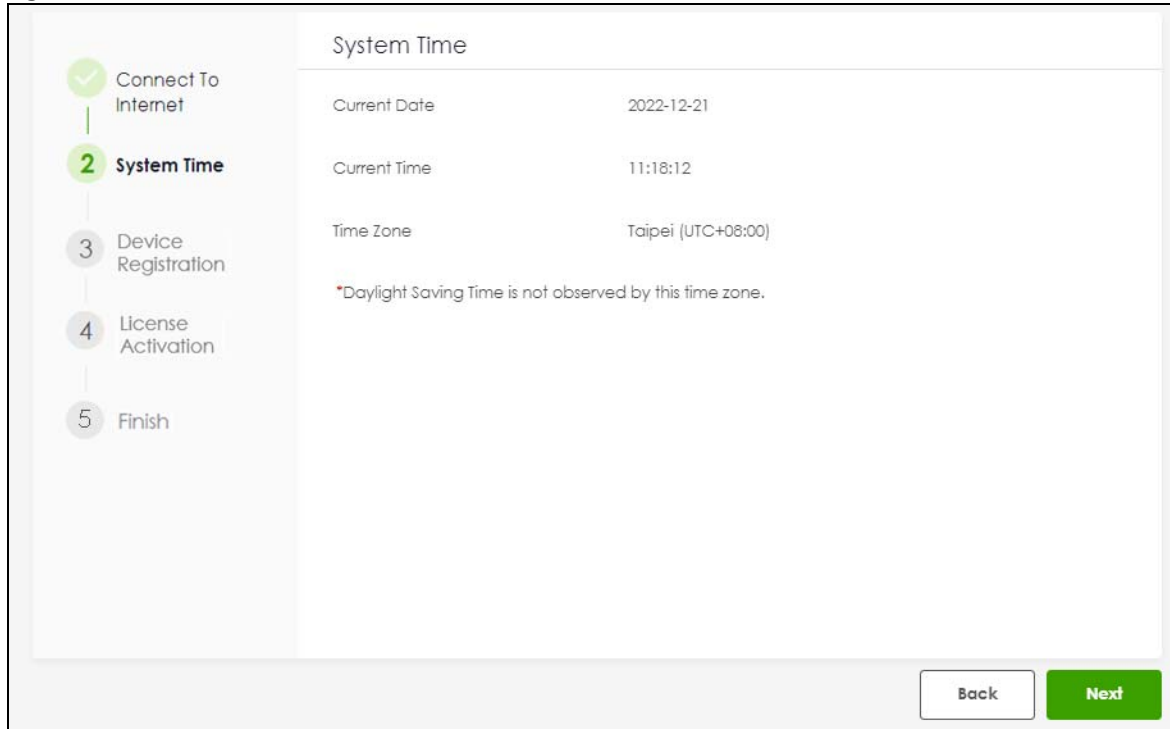 System Time
Connect To
Internet
2 System Time
3 Device
Registration
4 License
Activation
5 Finish
Current Date 2022-12-21
Current Time 11:18:12
Time Zone Taipei (UTC+08:00)
*Daylight Saving Time is not observed by this time zone.
Back Next